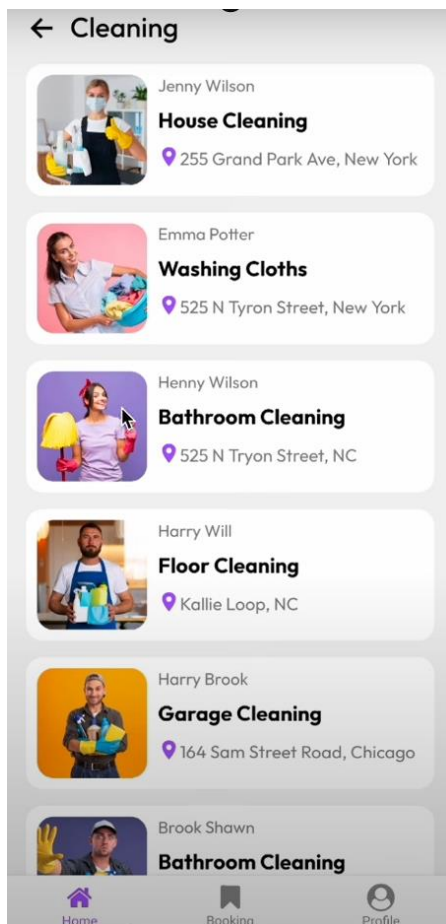 Cleaning
Jenny Wilson
House Cleaning
255 Grand Park Ave, New York
Emma Potter
Washing Cloths
525 N Tyron Street, New York
Henny Wilson
Bathroom Cleaning
525 N Tryon Street, NC
Harry Will
Floor Cleaning
Kallie Loop, NC
Harry Brook
Garage Cleaning
164 Sam Street Road, Chicago
Brook Shawn
Bathroom Cleaning
Home Booking Profile